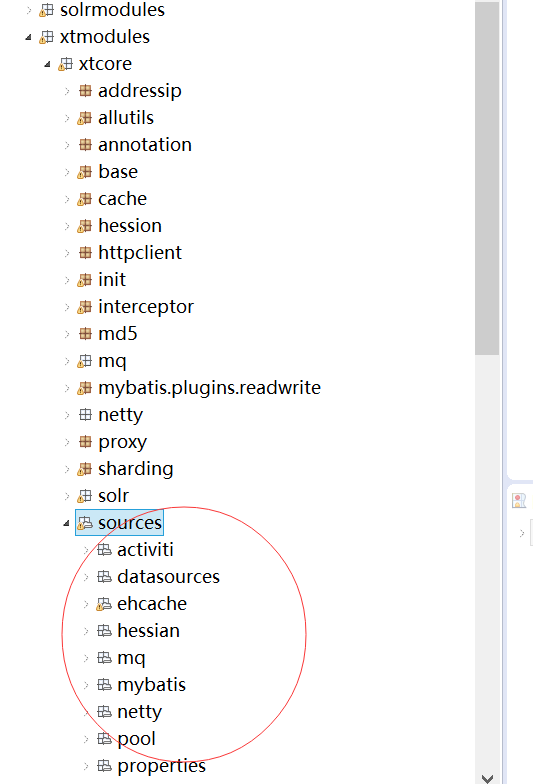 solrmodules
xtmodules
xtcore
addressip
allutils
annotation
base
cache
hession
httpclient
init
interceptor
md5
mq
mybatis.plugins.readwrite
netty
proxy
sharding
solr
sources
activiti
datasources
ehcache
hessian
mq
mybatis
netty
pool
properties